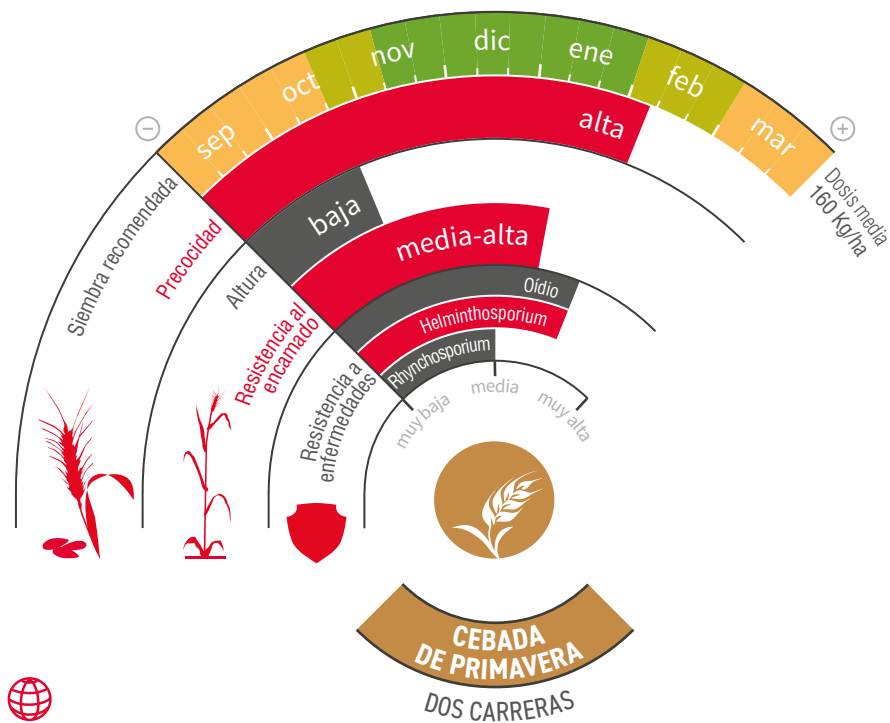 sep
oct
nov
dic
ene
feb
mar
−
+
Siembra recomendada
Dosis media
160 Kg/ha
Precocidad
alta
Altura
baja
Resistencia al
encamado
media-alta
Resistencia a
enfermedades
Oídio
Helminthosporium
Rhynchosporium
muy baja
media
muy alta
CEBADA
DE PRIMAVERA
DOS CARRERAS